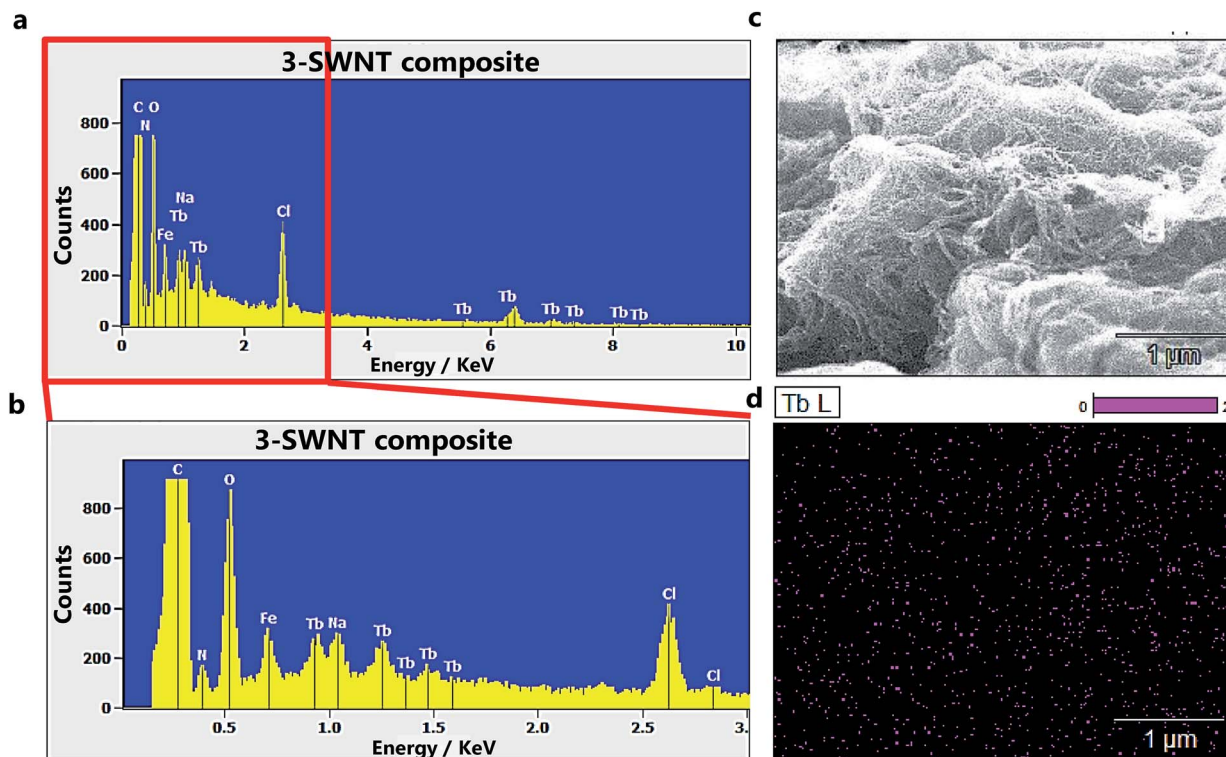 a
3-SWNT composite
C O
N
800
600
Na
400
Tb
Cl
Fe
Tb
200
Tb
Tb
Tb Tb
Tb Tb
0
0 2 4 6 8 10
Counts
Energy / KeV
b
3-SWNT composite
C
O
800
600
400
Fe
Tb Na
Tb
Cl
N
200
Tb Tb Tb
Cl
0
0.5 1.0 1.5 2.0 2.5 3.
Counts
Energy / KeV
c
1 µm
d
Tb L
0 2
1 µm